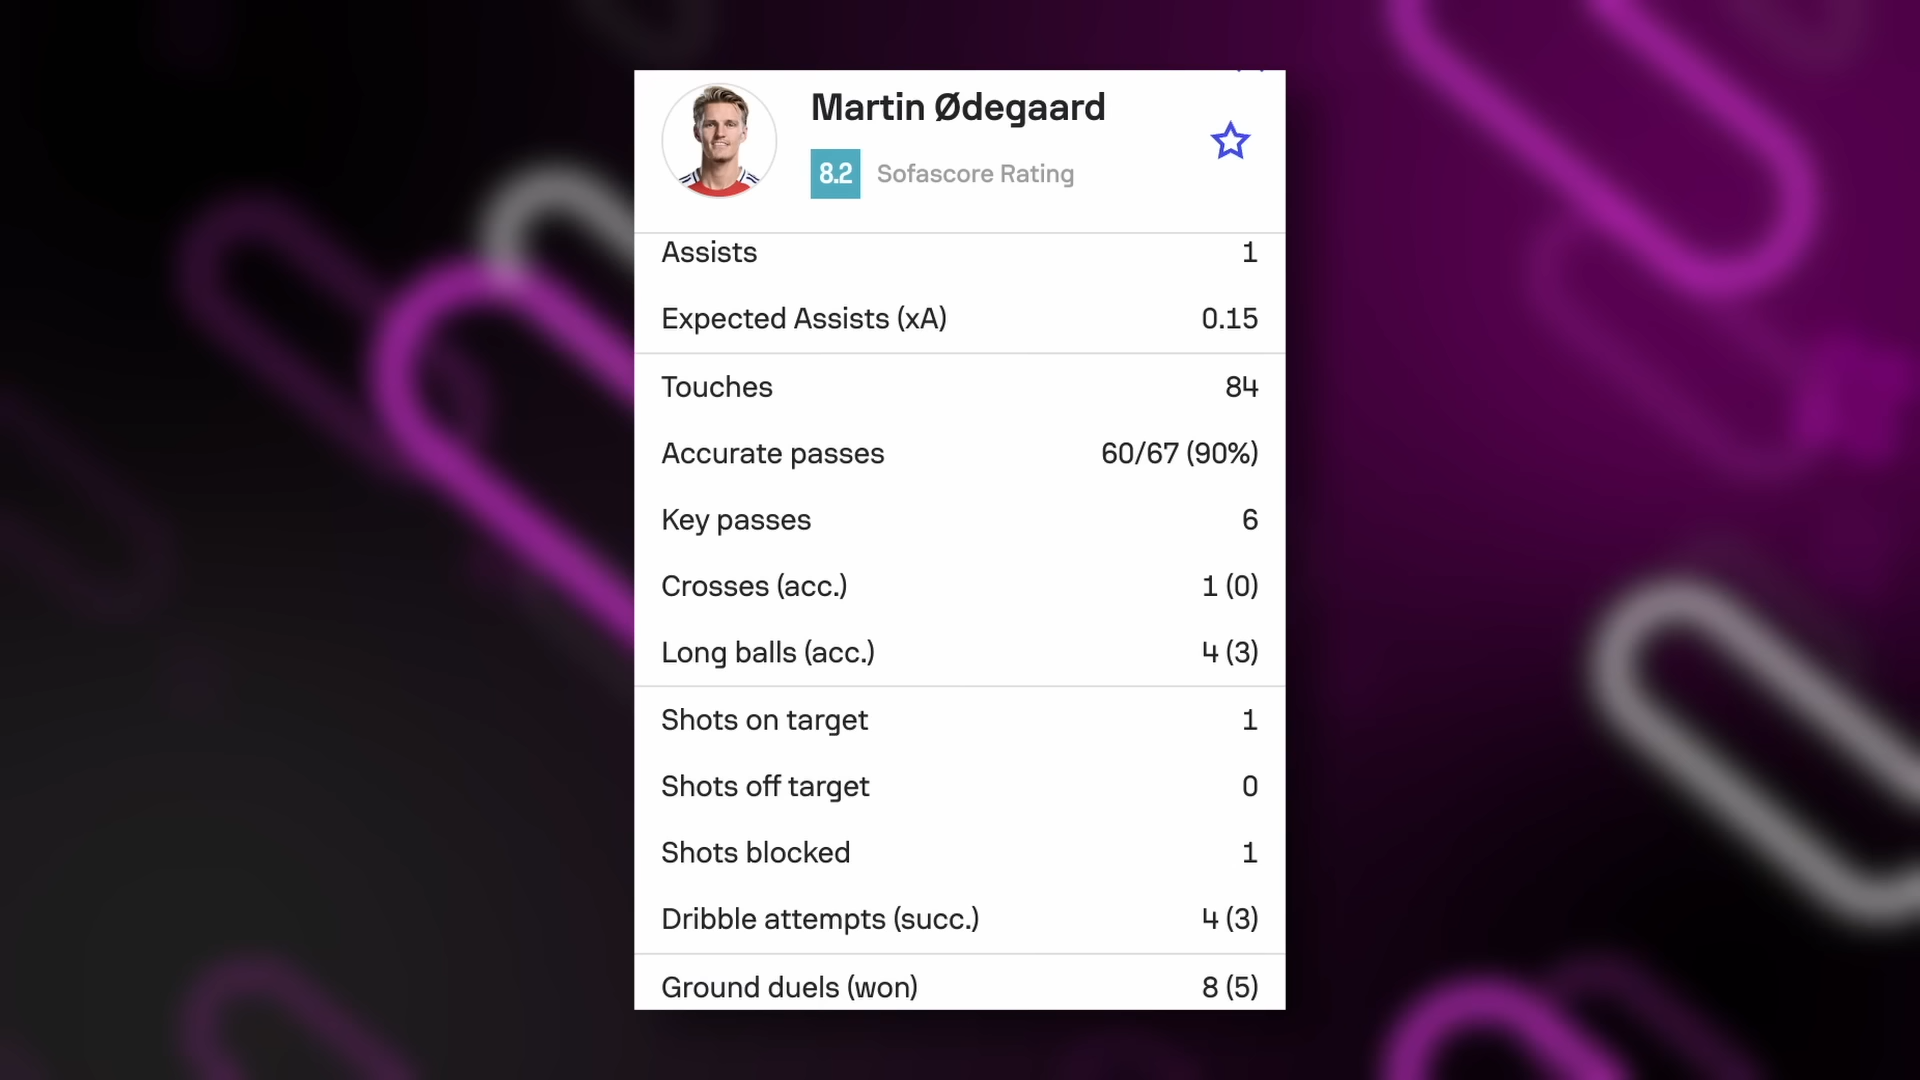 Martin Ødegaard
8.2 Sofascore Rating
Assists 1
Expected Assists (xA) 0.15
Touches 84
Accurate passes 60/67 (90%)
Key passes 6
Crosses (acc.) 1 (0)
Long balls (acc.) 4 (3)
Shots on target 1
Shots off target 0
Shots blocked 1
Dribble attempts (succ.) 4 (3)
Ground duels (won) 8 (5)